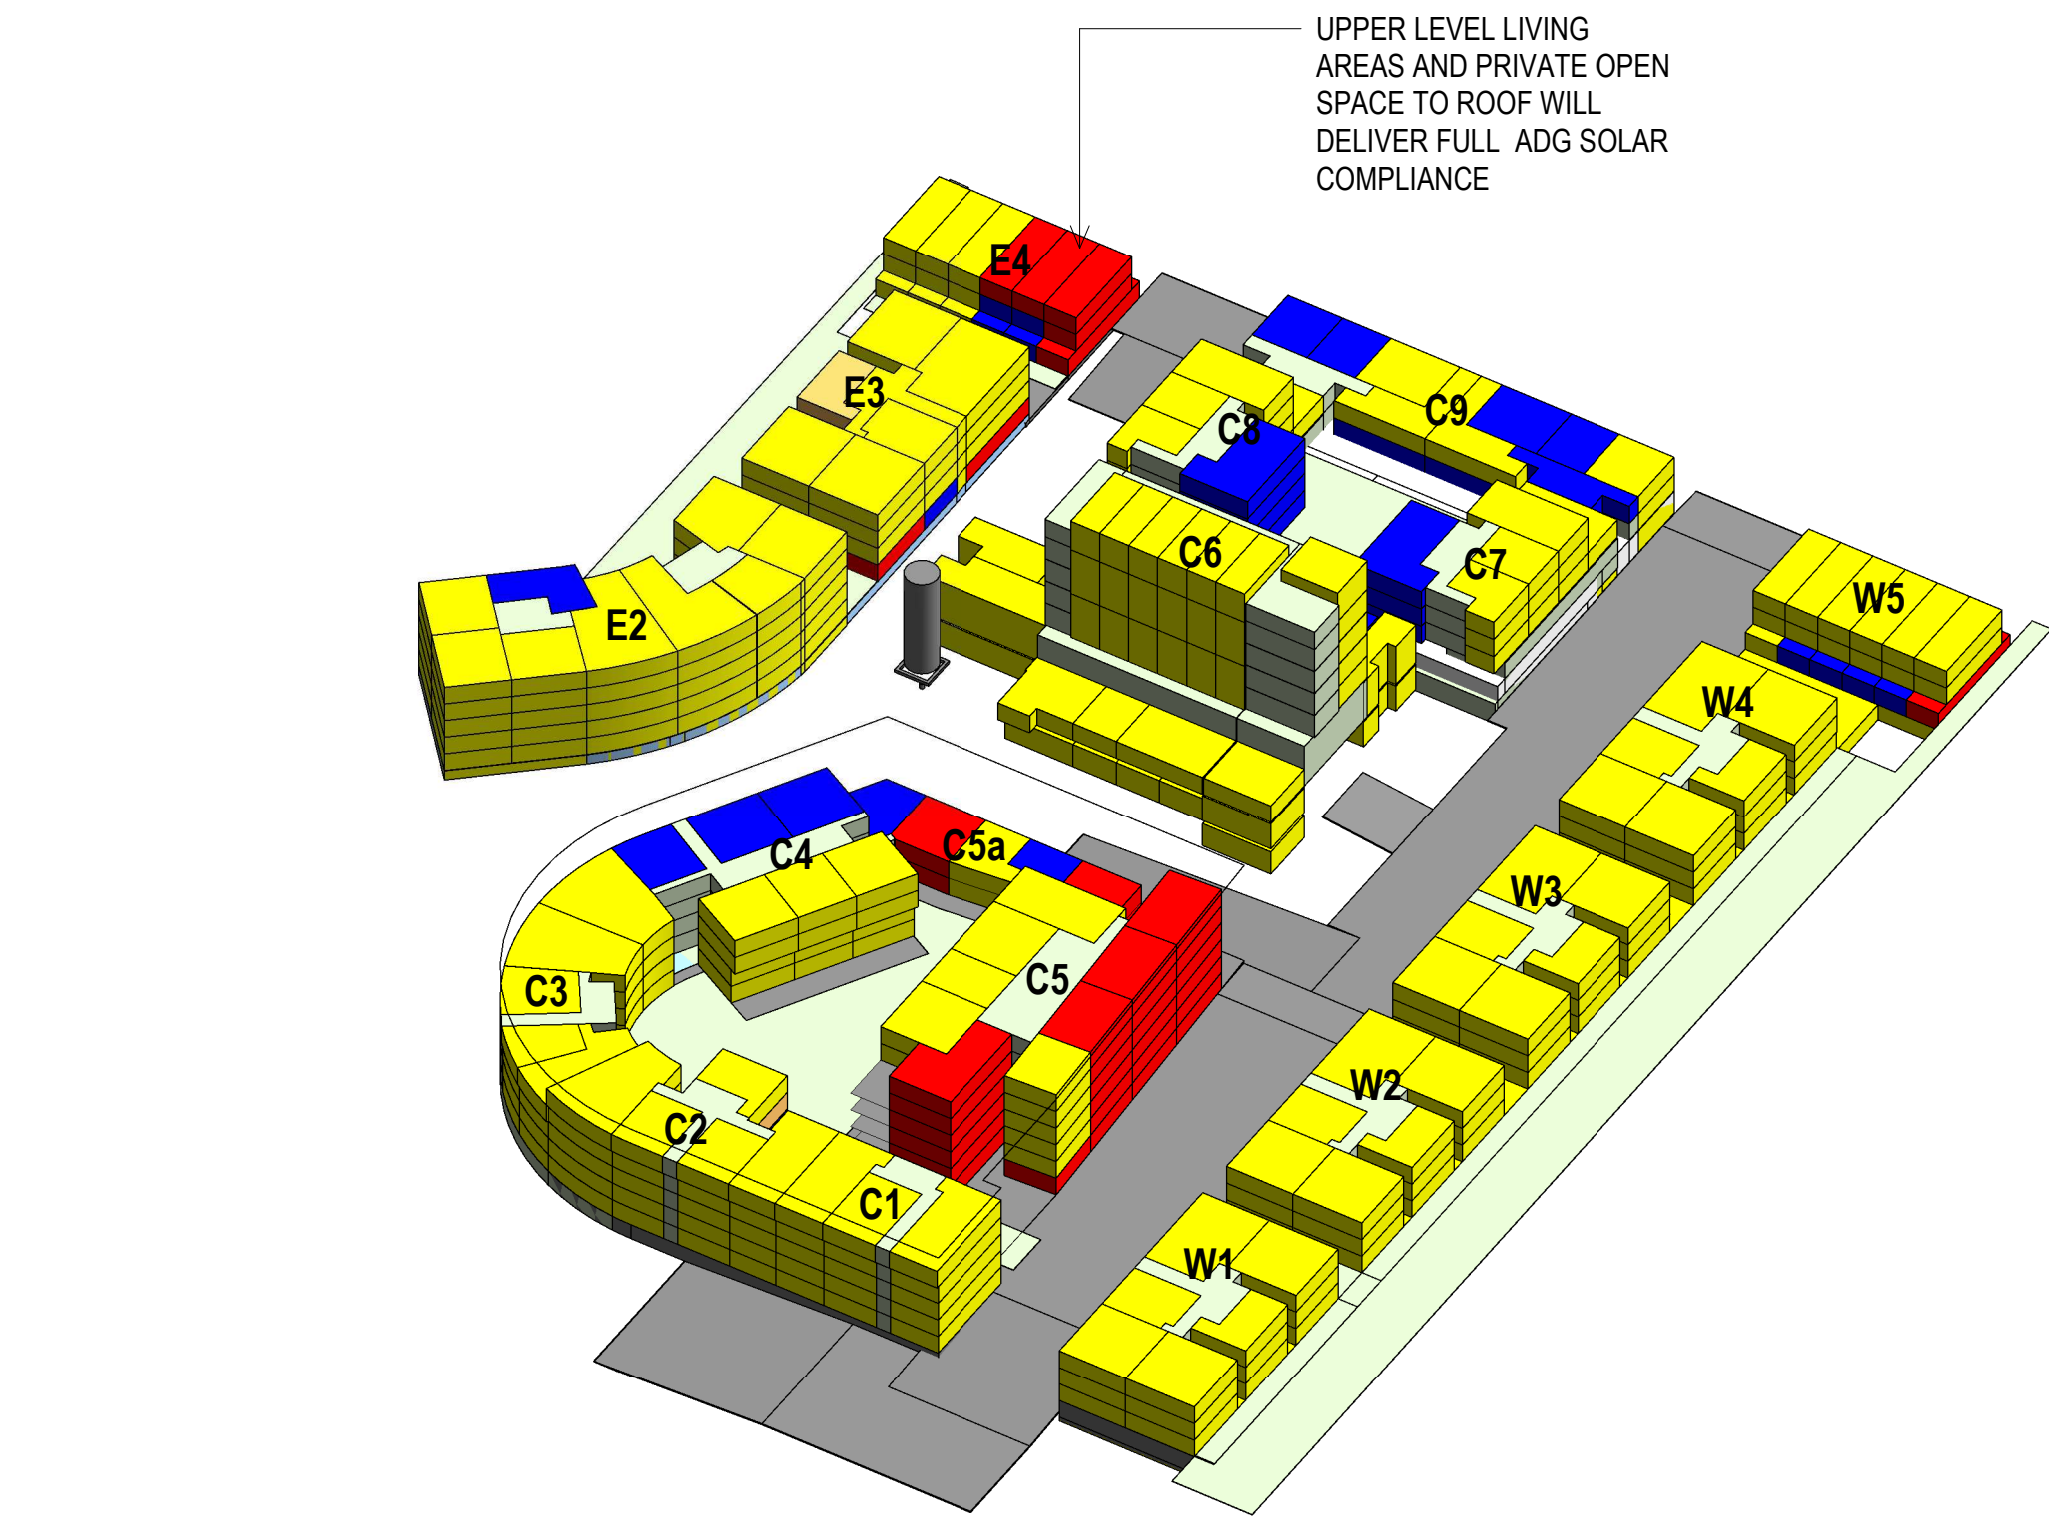 UPPER LEVEL LIVING
AREAS AND PRIVATE OPEN
SPACE TO ROOF WILL
DELIVER FULL ADG SOLAR
COMPLIANCE
E4
E3
C9
C8
C6
C7
W5
E2
W4
C4
C5a
W3
C3
C5
W2
C2
C1
W1